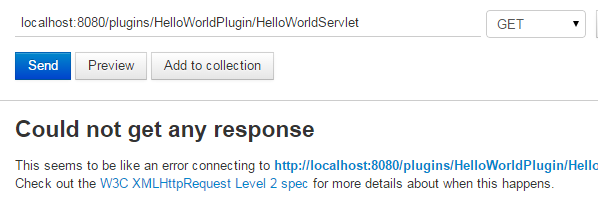 localhost:8080/plugins/HelloWorldPlugin/HelloWorldServlet GET
Send Preview Add to collection
Could not get any response
This seems to be like an error connecting to http://localhost:8080/plugins/HelloWorldPlugin/Hello
Check out the W3C XMLHttpRequest Level 2 spec for more details about when this happens.